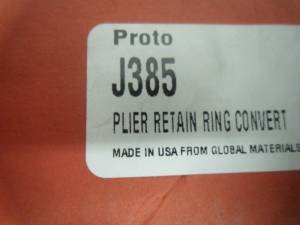 Proto
J385
PLIER RETAIN RING CONVERT
MADE IN USA FROM GLOBAL MATERIALS